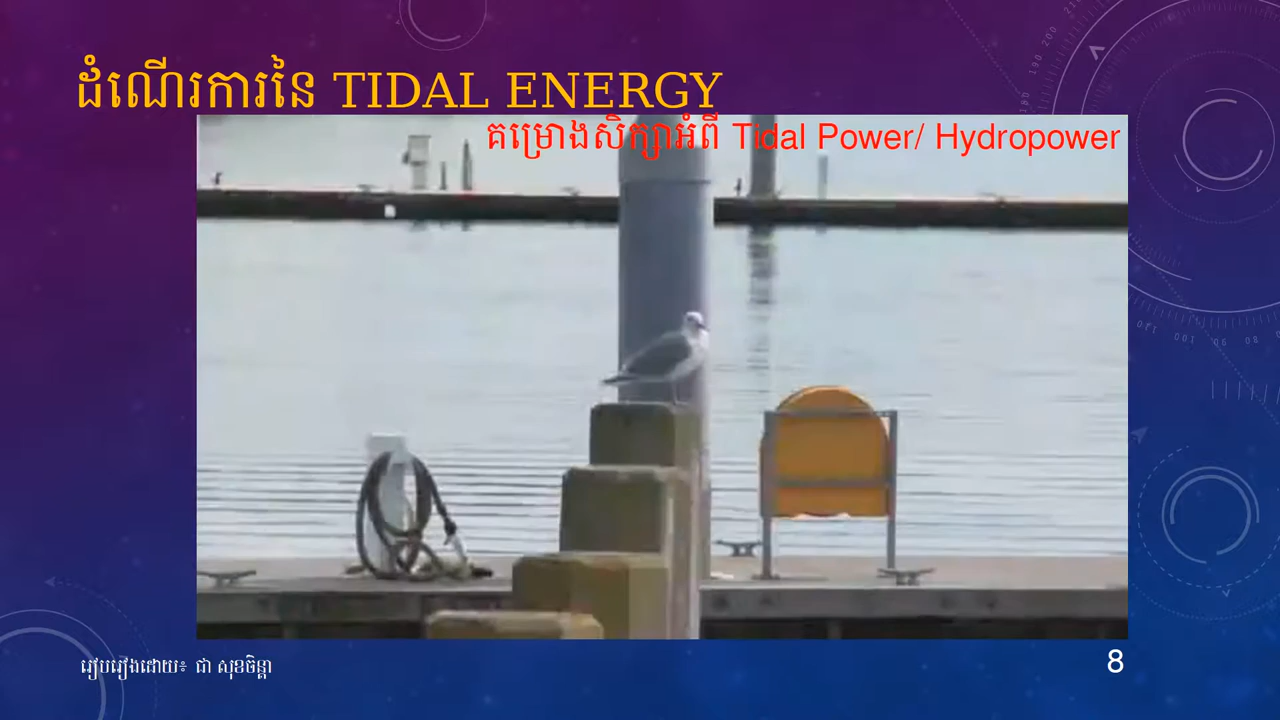 ដំណើរការនៃ TIDAL ENERGY
គម្រោងសិក្សាអំពី Tidal Power/ Hydropower
រៀបរៀងដោយ៖ ជា សុខចិន្តា
8